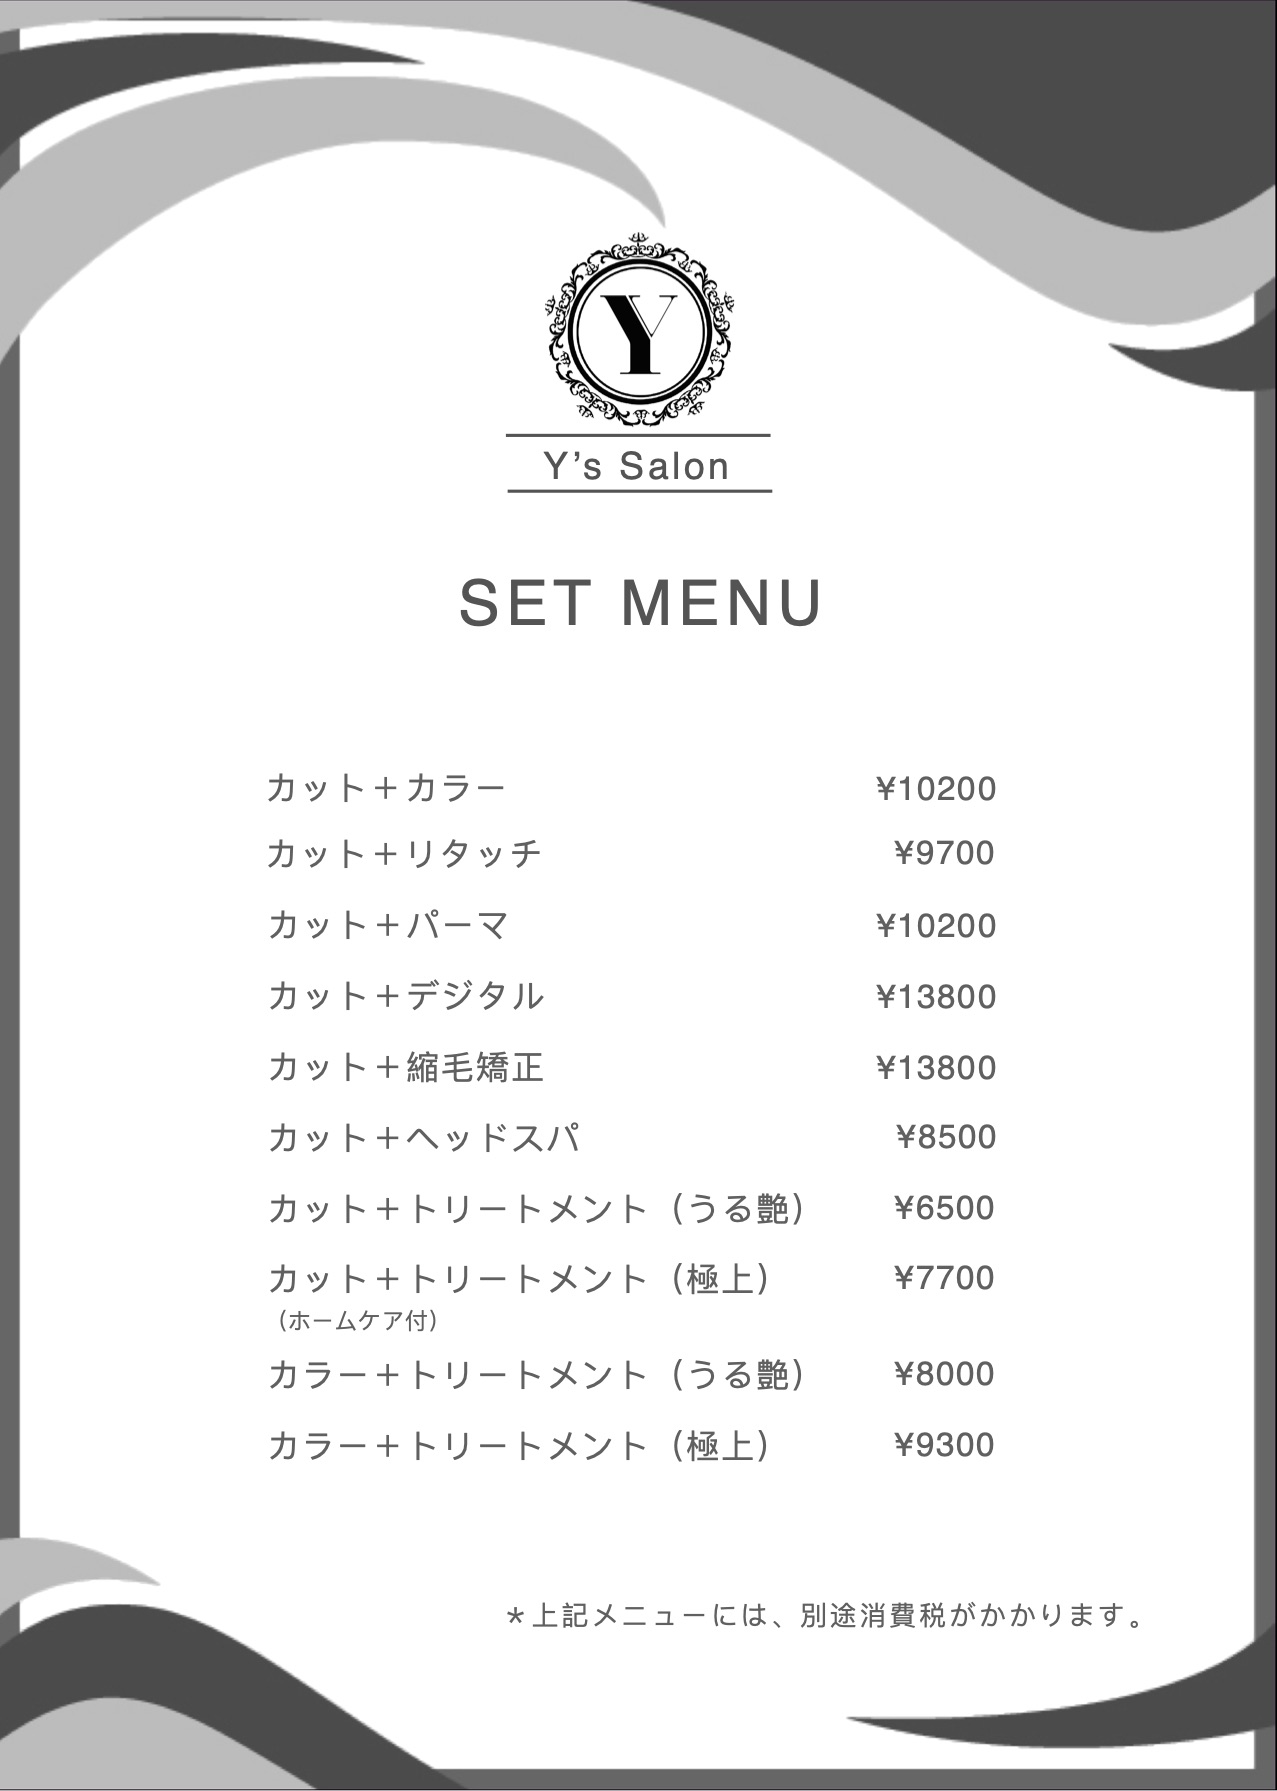 Y
Y’s Salon
SET MENU
カット＋カラー ¥10200
カット＋リタッチ ¥9700
カット＋パーマ ¥10200
カット＋デジタル ¥13800
カット＋縮毛矯正 ¥13800
カット＋ヘッドスパ ¥8500
カット＋トリートメント（うる艶） ¥6500
カット＋トリートメント（極上） ¥7700
（ホームケア付）
カラー＋トリートメント（うる艶） ¥8000
カラー＋トリートメント（極上） ¥9300
＊上記メニューには、別途消費税がかかります。